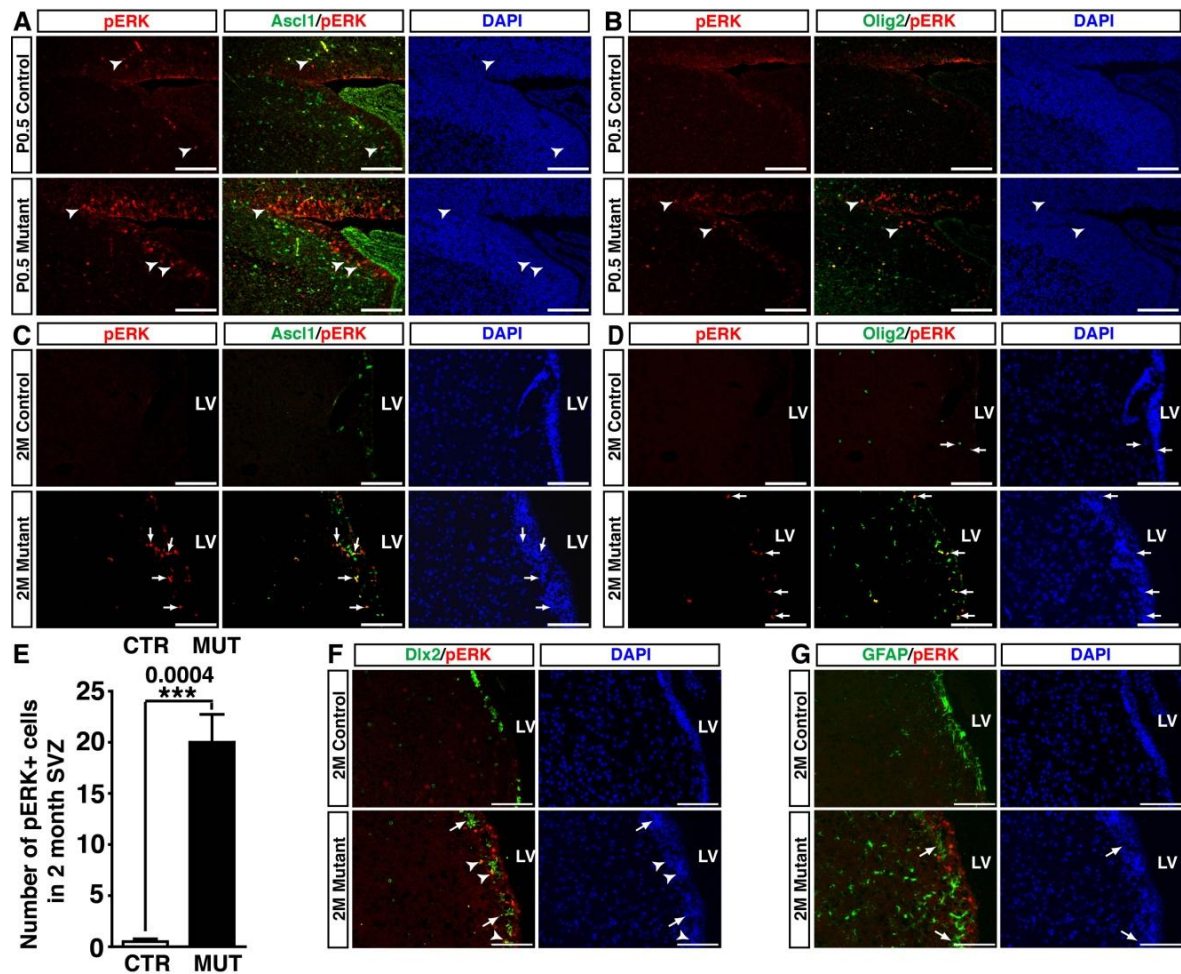 A
pERK
Ascl1/pERK
DAPI
P0.5 Control
P0.5 Mutant
B
pERK
Olig2/pERK
DAPI
P0.5 Control
P0.5 Mutant
C
pERK
Ascl1/pERK
DAPI
2M Control
LV
LV
2M Mutant
LV
LV
D
pERK
Olig2/pERK
DAPI
2M Control
LV
LV
LV
2M Mutant
LV
LV
LV
E
CTR MUT
0.0004
***
Number of pERK+ cells
in 2 month SVZ
25
20
15
10
5
0
CTR MUT
F
Dlx2/pERK
DAPI
2M Control
LV
LV
2M Mutant
LV
LV
G
GFAP/pERK
DAPI
2M Control
LV
LV
2M Mutant
LV
LV